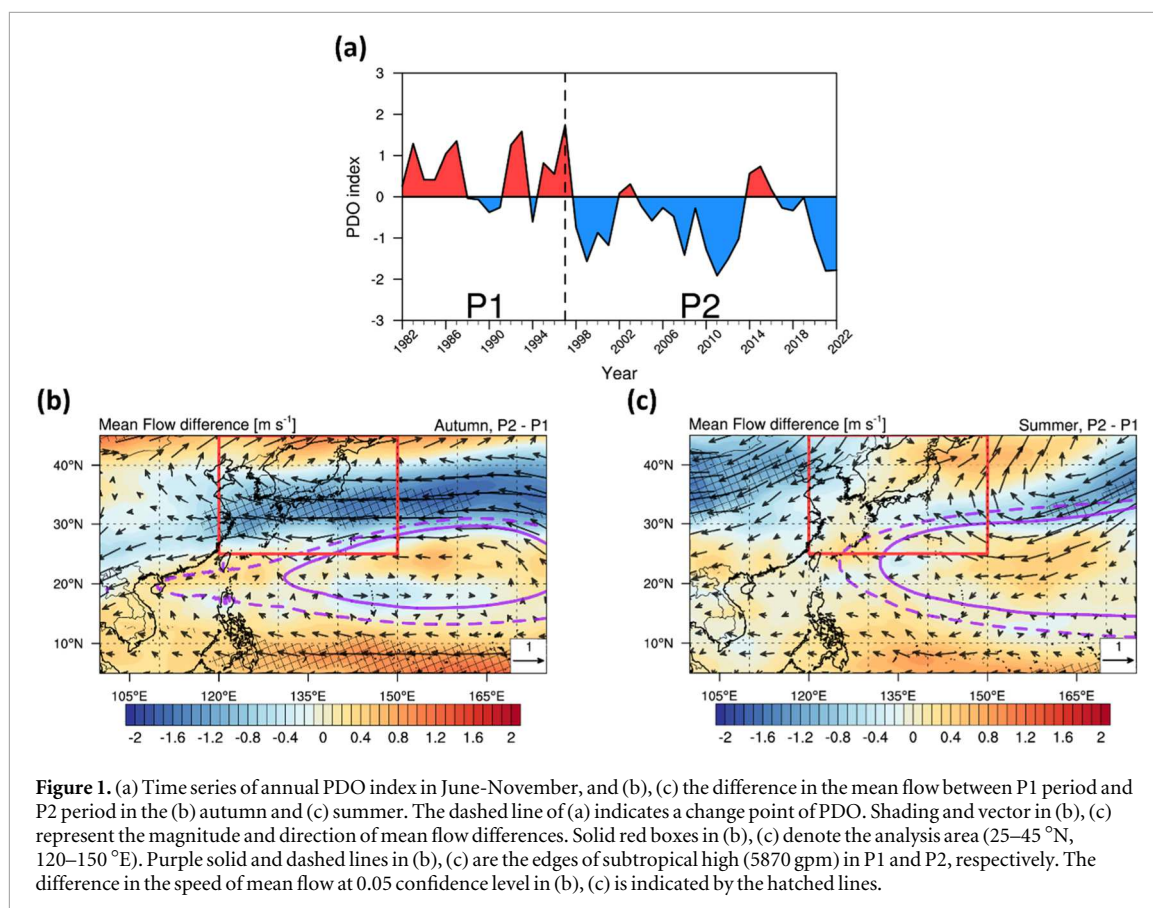 (a)
3
2
1
0
-1
-2
-3
PDO index
P1
P2
1982
1986
1990
1994
1998
2002
2006
2010
2014
2018
2022
Year
(b)
Mean Flow difference [m s⁻¹] Autumn, P2 - P1
40°N
30°N
20°N
10°N
1
105°E 120°E 135°E 150°E 165°E
-2 -1.6 -1.2 -0.8 -0.4 0 0.4 0.8 1.2 1.6 2
(c)
Mean Flow difference [m s⁻¹] Summer, P2 - P1
40°N
30°N
20°N
10°N
1
105°E 120°E 135°E 150°E 165°E
-2 -1.6 -1.2 -0.8 -0.4 0 0.4 0.8 1.2 1.6 2
Figure 1. (a) Time series of annual PDO index in June-November, and (b), (c) the difference in the mean flow between P1 period and
P2 period in the (b) autumn and (c) summer. The dashed line of (a) indicates a change point of PDO. Shading and vector in (b), (c)
represent the magnitude and direction of mean flow differences. Solid red boxes in (b), (c) denote the analysis area (25–45 °N,
120–150 °E). Purple solid and dashed lines in (b), (c) are the edges of subtropical high (5870 gpm) in P1 and P2, respectively. The
difference in the speed of mean flow at 0.05 confidence level in (b), (c) is indicated by the hatched lines.